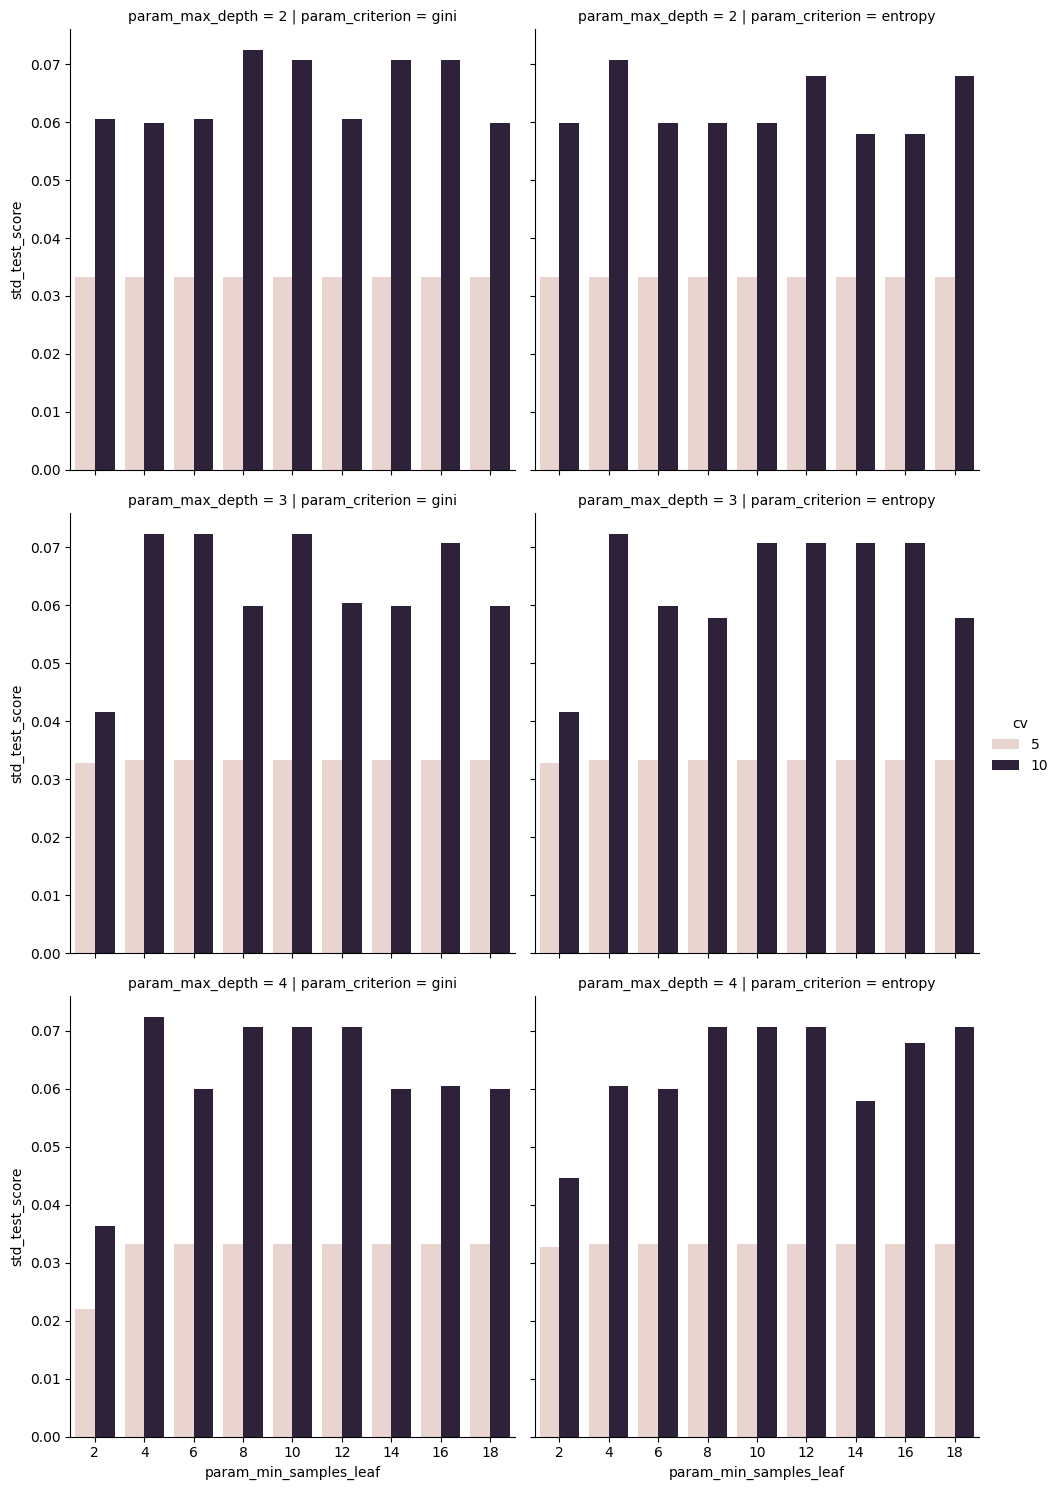 param_max_depth = 2 | param_criterion = gini
param_max_depth = 2 | param_criterion = entropy
0.07
0.06
0.05
0.04
0.03
0.02
0.01
0.00
std_test_score
param_max_depth = 3 | param_criterion = gini
param_max_depth = 3 | param_criterion = entropy
0.07
0.06
0.05
0.04
0.03
0.02
0.01
0.00
std_test_score
cv
5
10
param_max_depth = 4 | param_criterion = gini
param_max_depth = 4 | param_criterion = entropy
0.07
0.06
0.05
0.04
0.03
0.02
0.01
0.00
std_test_score
2 4 6 8 10 12 14 16 18
2 4 6 8 10 12 14 16 18
param_min_samples_leaf
param_min_samples_leaf